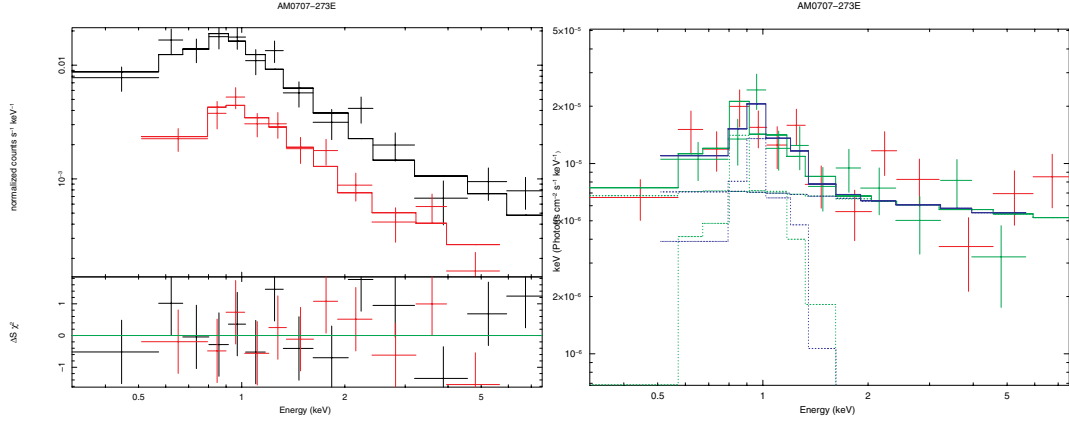 AM0707−273E
normalized counts s⁻¹ keV⁻¹
0.01
10⁻³
ΔS χ²
1
0
−1
0.5 1 2 5
Energy (keV)
AM0707−273E
keV (Photons cm⁻² s⁻¹ keV⁻¹)
5×10⁻⁵
2×10⁻⁵
10⁻⁵
5×10⁻⁶
2×10⁻⁶
10⁻⁶
0.5 1 2 5
Energy (keV)